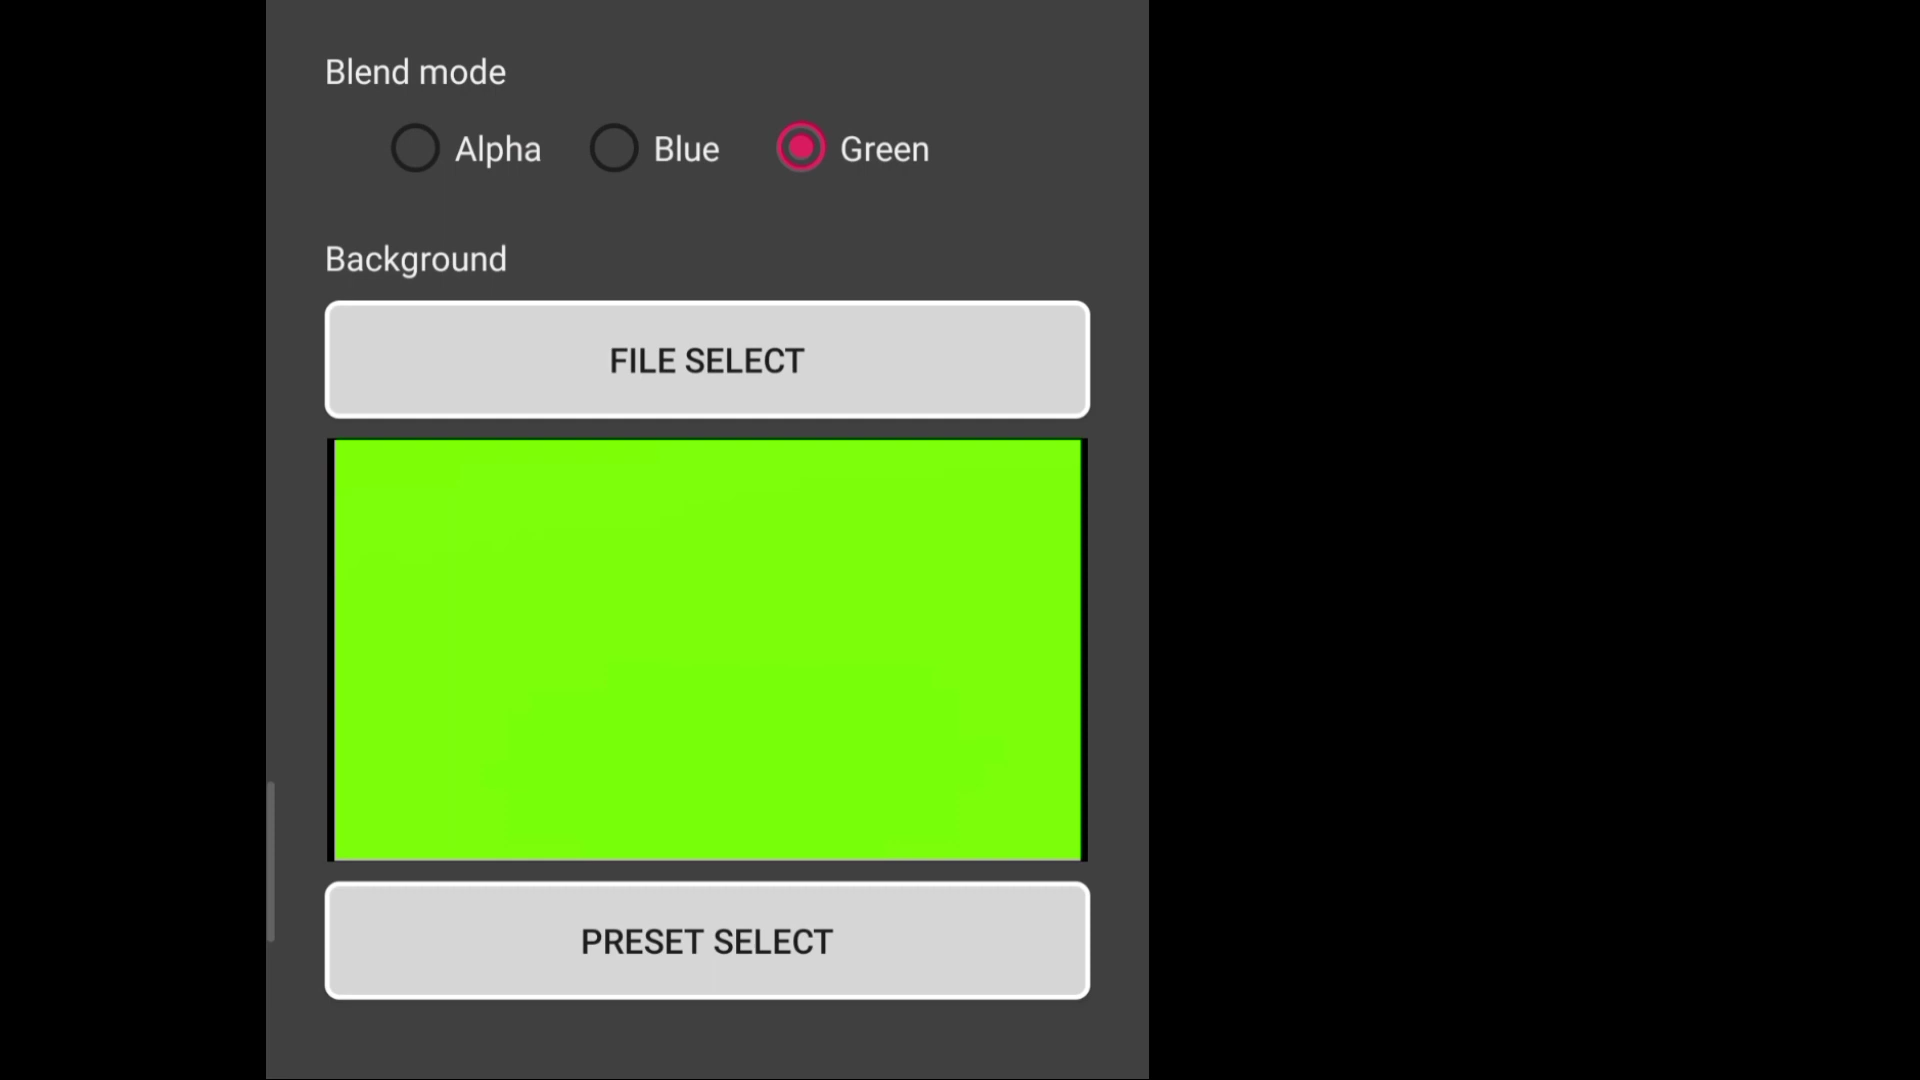 Blend mode
Alpha Blue Green
Background
FILE SELECT
PRESET SELECT